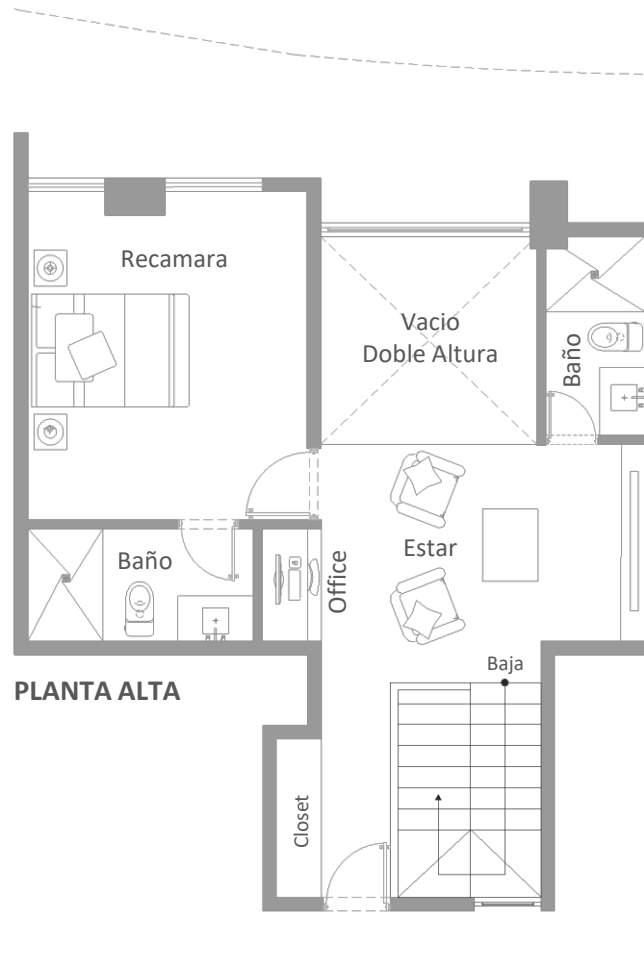 Recamara
Vacio
Doble Altura
Baño
Estar
Baño
Office
Baja
PLANTA ALTA
Closet